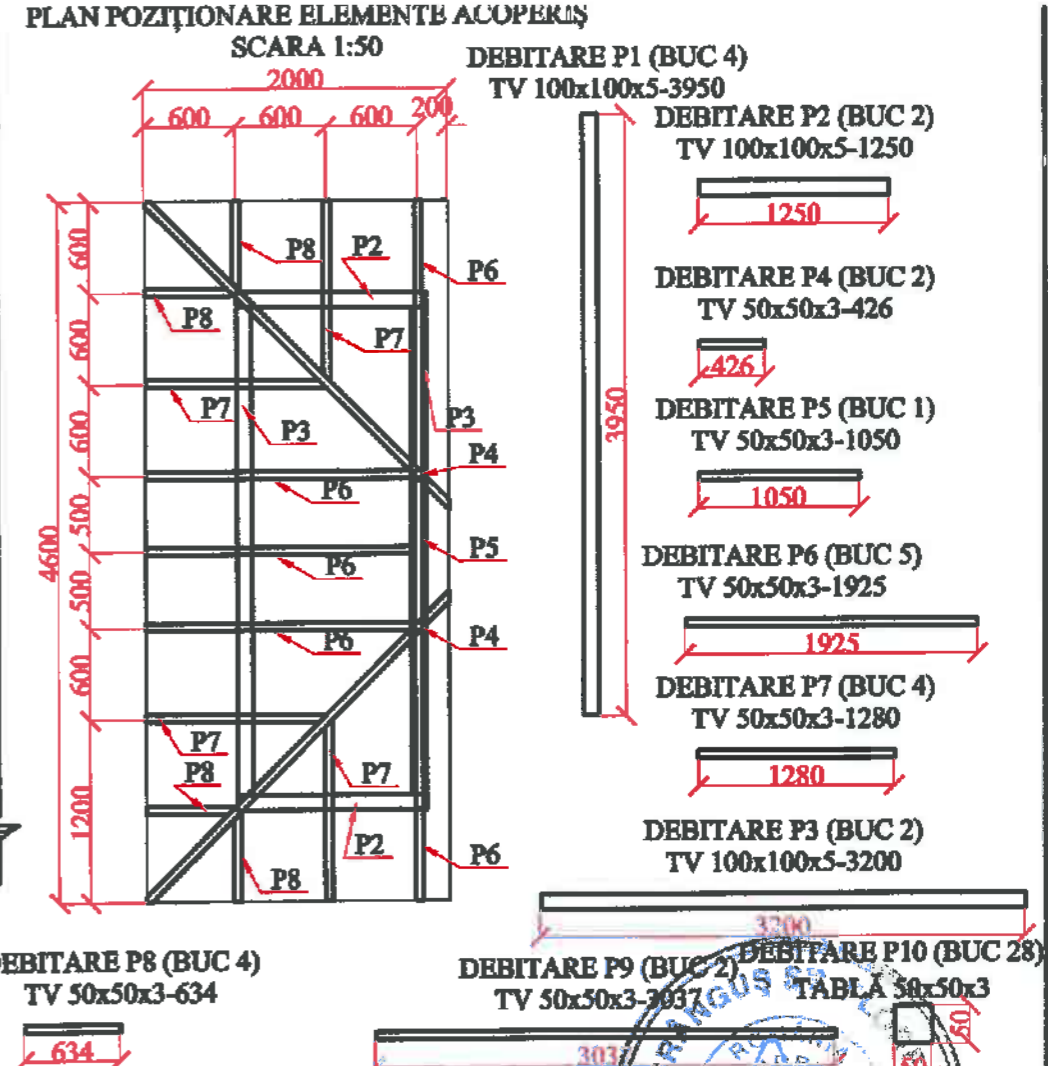 PLAN POZIȚIONARE ELEMENTE ACOPERIȘ
SCARA 1:50
2000
600 600 600 200
4600
600
600
600
500
500
600
1200
P8
P2
P6
P8
P7
P7
P3
P3
P4
P6
P5
P6
P4
P6
P7
P8
P7
P2
P6
P8
DEBITARE P1 (BUC 4)
TV 100x100x5-3950
3950
DEBITARE P2 (BUC 2)
TV 100x100x5-1250
1250
DEBITARE P4 (BUC 2)
TV 50x50x3-426
426
DEBITARE P5 (BUC 1)
TV 50x50x3-1050
1050
DEBITARE P6 (BUC 5)
TV 50x50x3-1925
1925
DEBITARE P7 (BUC 4)
TV 50x50x3-1280
1280
DEBITARE P3 (BUC 2)
TV 100x100x5-3200
3200
EBITARE P8 (BUC 4)
TV 50x50x3-634
634
DEBITARE P9 (BUC 2)
TV 50x50x3-3037
303
DEBITARE P10 (BUC 28)
TABLĂ 50x50x3
50
50